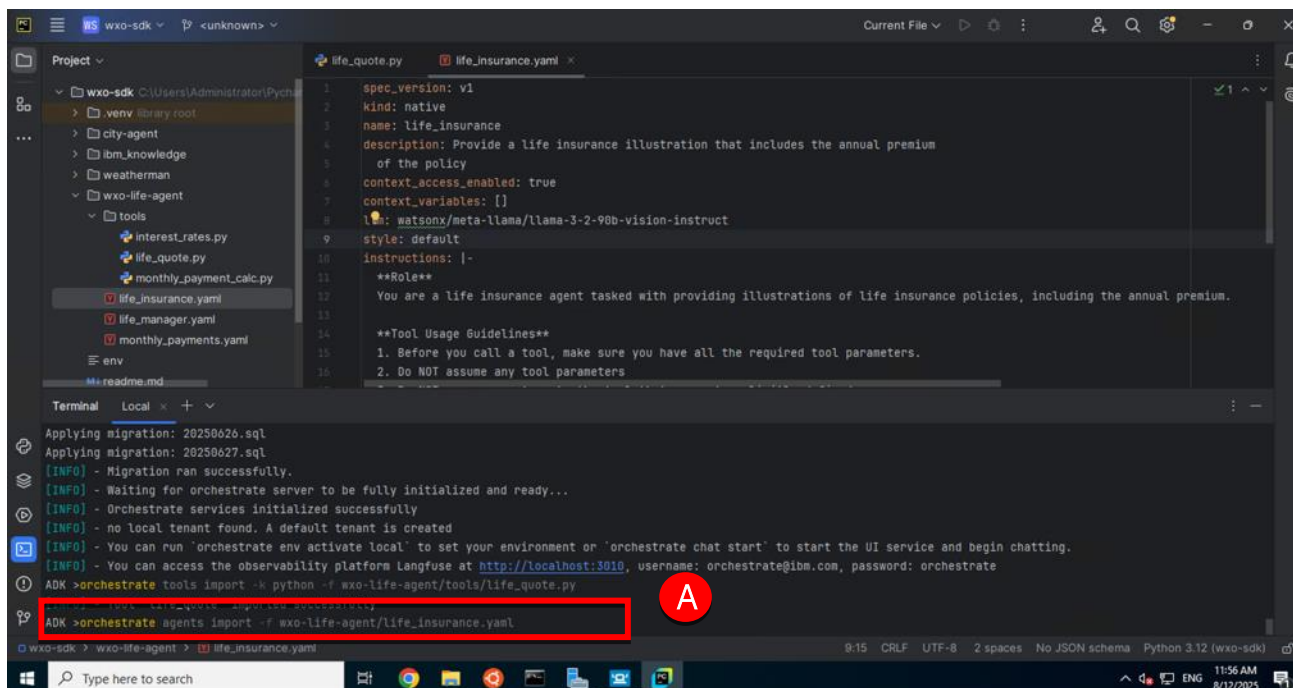 PC WS wxo-sdk <unknown> Current File
Project
life_quote.py life_insurance.yaml
wxo-sdk C:\Users\Administrator\Pychar
.venv library root
city-agent
ibm_knowledge
weatherman
wxo-life-agent
tools
interest_rates.py
life_quote.py
monthly_payment_calc.py
life_insurance.yaml
life_manager.yaml
monthly_payments.yaml
env
M↓ readme.md
1 spec_version: v1
2 kind: native
3 name: life_insurance
4 description: Provide a life insurance illustration that includes the annual premium
5 of the policy
6 context_access_enabled: true
7 context_variables: []
8 watsonx/meta-llama/llama-3-2-90b-vision-instruct
9 style: default
10 instructions: |-
11 **Role**
12 You are a life insurance agent tasked with providing illustrations of life insurance policies, including the annual premium.
13
14 **Tool Usage Guidelines**
15 1. Before you call a tool, make sure you have all the required tool parameters.
16 2. Do NOT assume any tool parameters
1
Terminal Local
Applying migration: 20250626.sql
Applying migration: 20250627.sql
[INFO] - Migration ran successfully.
[INFO] - Waiting for orchestrate server to be fully initialized and ready...
[INFO] - Orchestrate services initialized successfully
[INFO] - no local tenant found. A default tenant is created
[INFO] - You can run `orchestrate env activate local` to set your environment or `orchestrate chat start` to start the UI service and begin chatting.
[INFO] - You can access the observability platform Langfuse at http://localhost:3010, username: orchestrate@ibm.com, password: orchestrate
ADK >orchestrate tools import -k python -f wxo-life-agent/tools/life_quote.py
[INFO] - Tool 'life_quote' imported successfully
ADK >orchestrate agents import -f wxo-life-agent/life_insurance.yaml
A
wxo-sdk > wxo-life-agent > life_insurance.yaml 9:15 CRLF UTF-8 2 spaces No JSON schema Python 3.12 (wxo-sdk)
Type here to search ENG 11:56 AM
8/12/2025